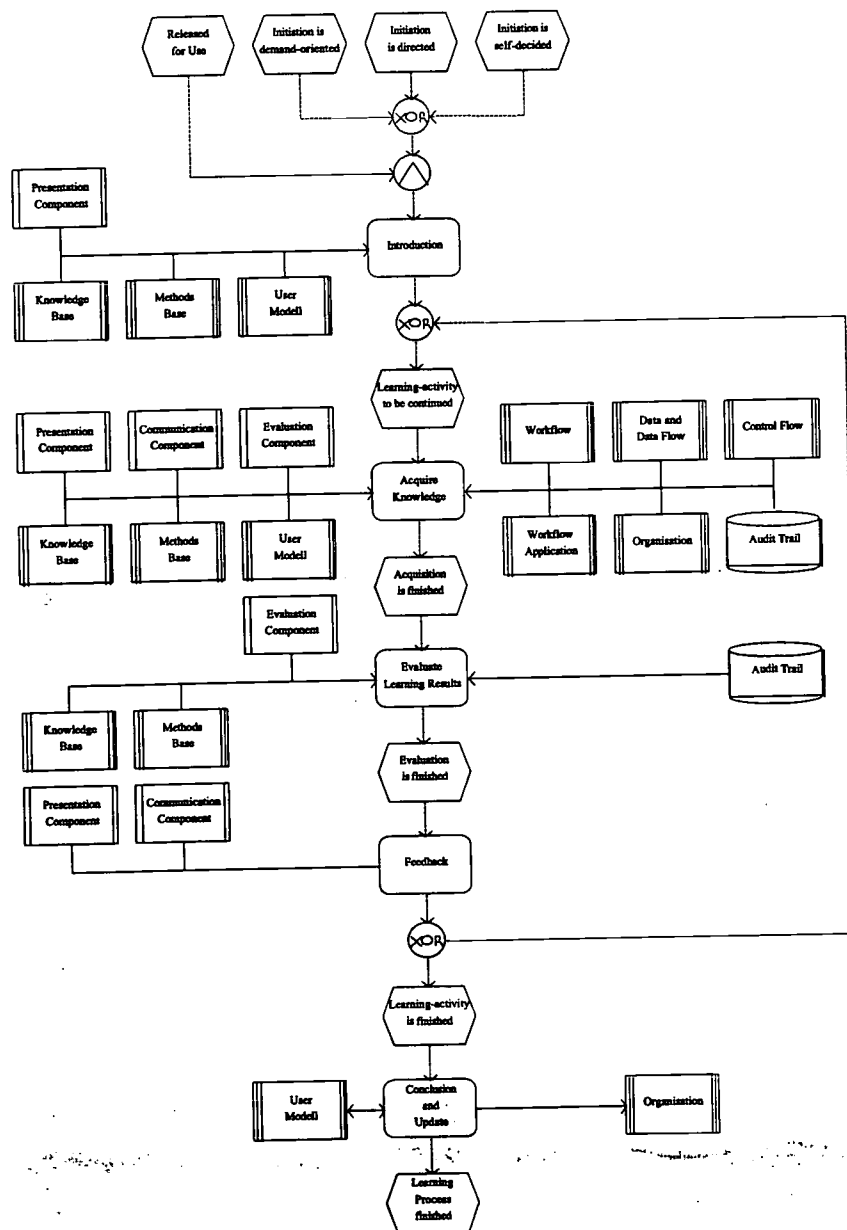 Released
for Use
Initiation is
demand-oriented
Initiation
is directed
Initiation is
self-decided
XOR
Presentation
Component
Introduction
Knowledge
Base
Methods
Base
User
Modell
XOR
Learning-activity
to be continued
Presentation
Component
Communication
Component
Evaluation
Component
Workflow
Data and
Data Flow
Control Flow
Acquire
Knowledge
Knowledge
Base
Methods
Base
User
Modell
Workflow
Application
Organisation
Audit Trail
Acquisition
is finished
Evaluation
Component
Evaluate
Learning Results
Audit Trail
Knowledge
Base
Methods
Base
Evaluation
is finished
Presentation
Component
Communication
Component
Feedback
XOR
Learning-activity
is finished
User
Modell
Conclusion
and
Update
Organization
Learning
Process
finished